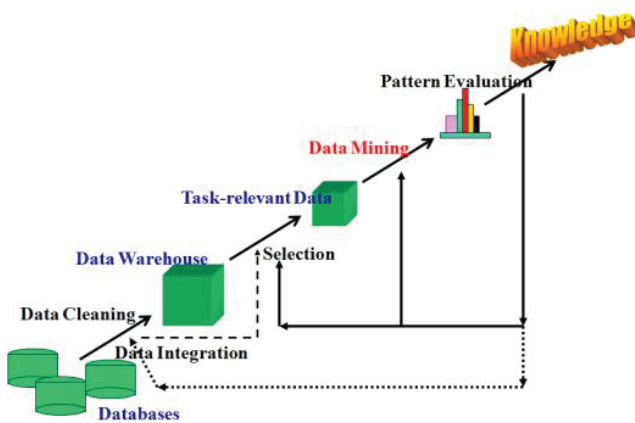 Knowledge
Pattern Evaluation
Data Mining
Task-relevant Data
Selection
Data Warehouse
Data Cleaning
Data Integration
Databases